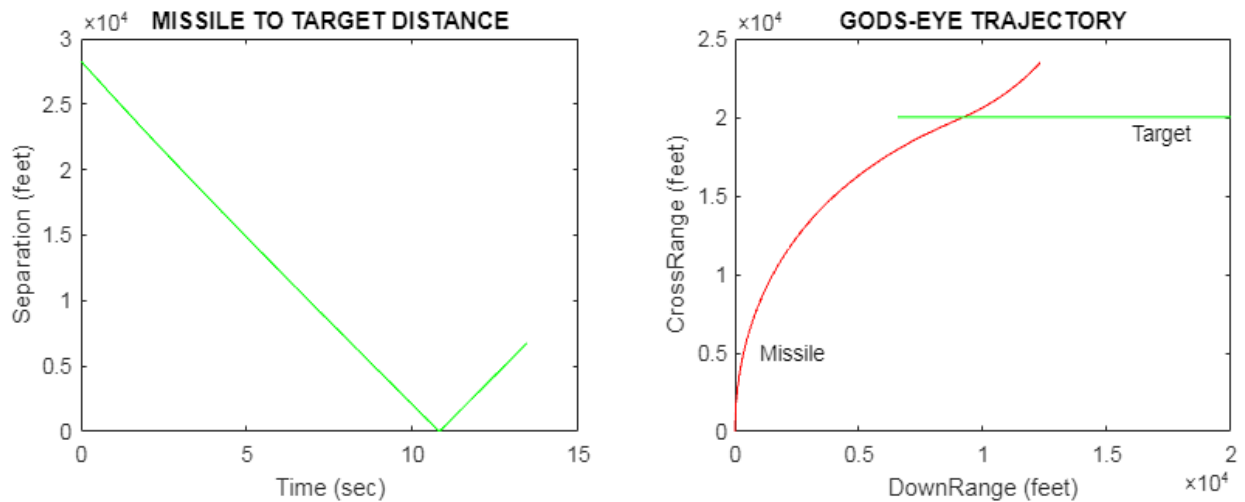 MISSILE TO TARGET DISTANCE
×10⁴
3
2.5
2
1.5
1
0.5
0
Separation (feet)
0 5 10 15
Time (sec)
GODS-EYE TRAJECTORY
×10⁴
2.5
2
1.5
1
0.5
0
CrossRange (feet)
Target
Missile
0 0.5 1 1.5 2
×10⁴
DownRange (feet)